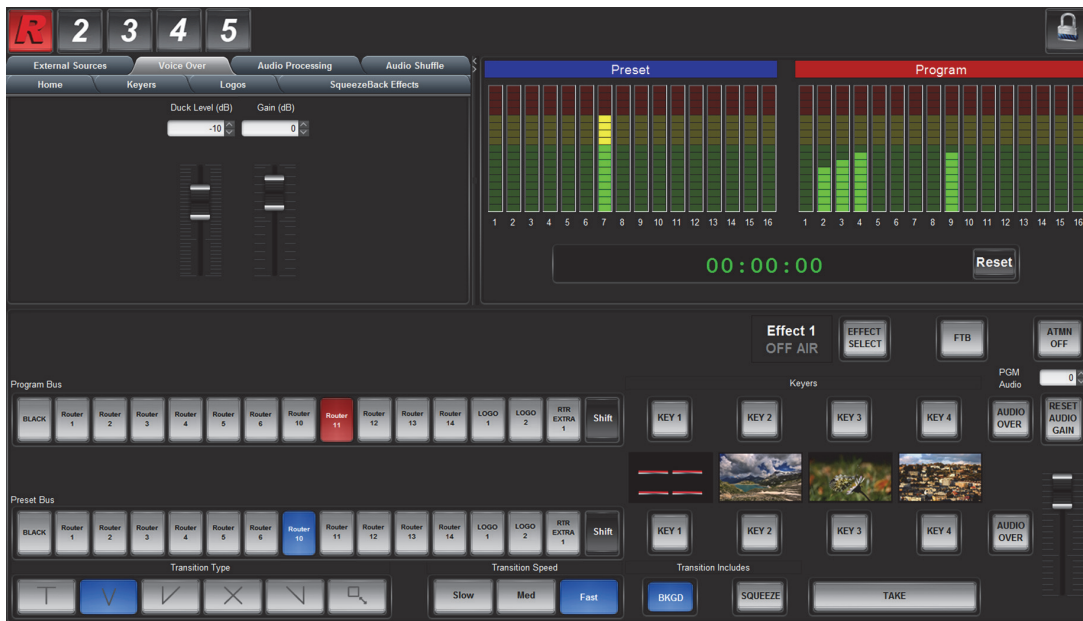 R 2 3 4 5
External Sources Voice Over Audio Processing Audio Shuffle
Home Keyers Logos SqueezeBack Effects
Duck Level (dB) Gain (dB)
-10 0
Preset Program
1 2 3 4 5 6 7 8 9 10 11 12 13 14 15 16
1 2 3 4 5 6 7 8 9 10 11 12 13 14 15 16
00:00:00 Reset
Effect 1
OFF AIR
EFFECT
SELECT
FTB
ATMN
OFF
PGM
Audio
0
Program Bus
Keyers
BLACK Router 1 Router 2 Router 3 Router 4 Router 5 Router 6 Router 10 Router 11 Router 12 Router 13 Router 14 LOGO 1 LOGO 2 RTR EXTRA 1 Shift
KEY 1 KEY 2 KEY 3 KEY 4
AUDIO
OVER
RESET
AUDIO
GAIN
Preset Bus
BLACK Router 1 Router 2 Router 3 Router 4 Router 5 Router 6 Router 10 Router 11 Router 12 Router 13 Router 14 LOGO 1 LOGO 2 RTR EXTRA 1 Shift
KEY 1 KEY 2 KEY 3 KEY 4
AUDIO
OVER
Transition Type Transition Speed Transition Includes
Slow Med Fast BKGD SQUEEZE TAKE